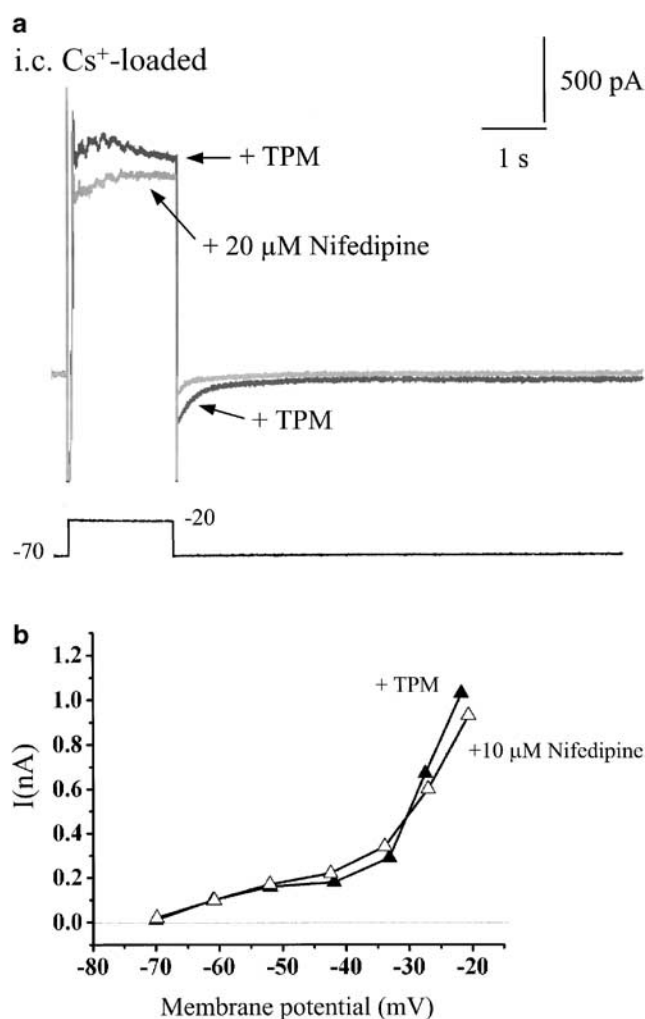 a
i.c. Cs⁺-loaded
500 pA
1 s
+ TPM
+ 20 μM Nifedipine
+ TPM
-20
-70
b
1.2
1.0
0.8
0.6
0.4
0.2
0.0
I(nA)
+ TPM
+10 μM Nifedipine
-80 -70 -60 -50 -40 -30 -20
Membrane potential (mV)